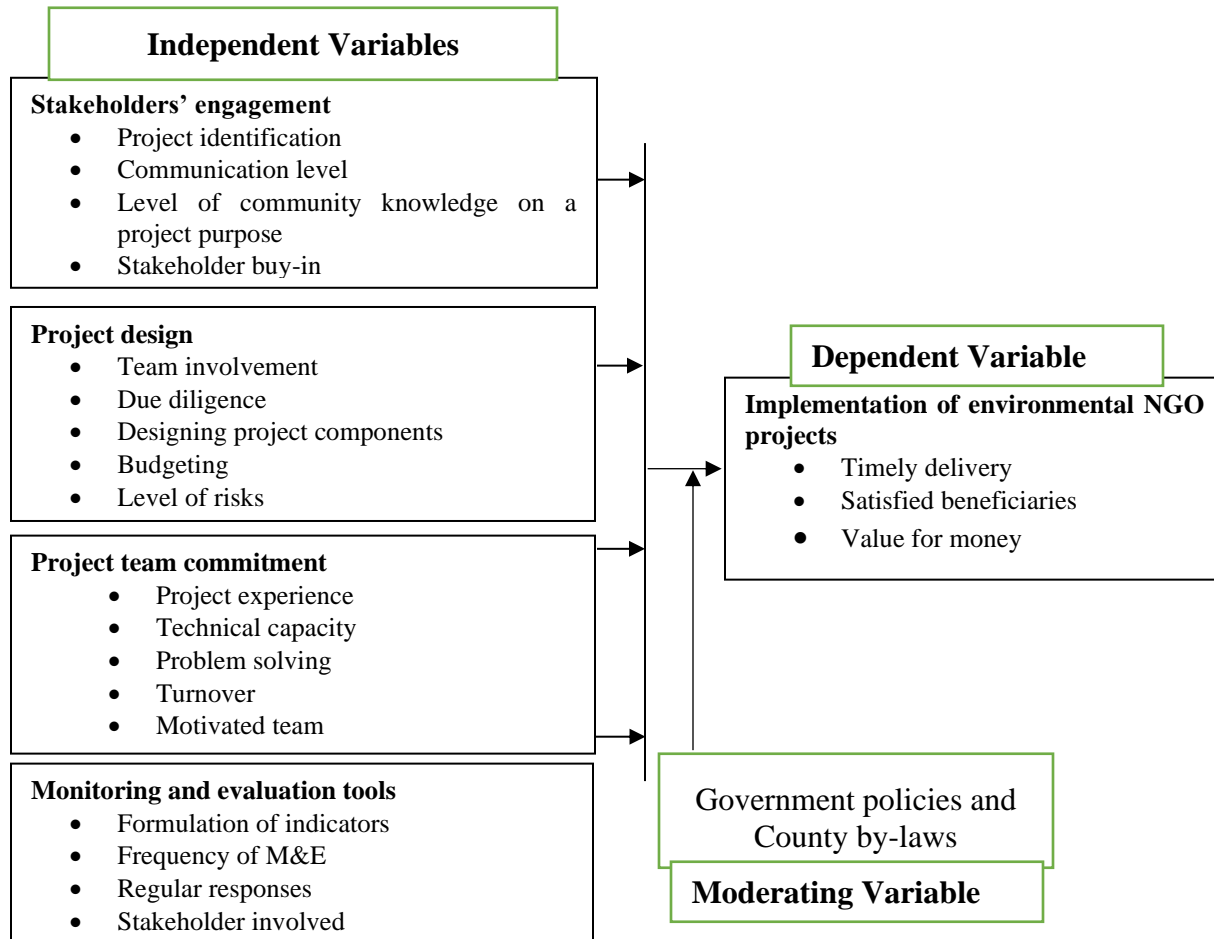 Independent Variables
Stakeholders’ engagement
• Project identification
• Communication level
• Level of community knowledge on a
project purpose
• Stakeholder buy-in
Project design
• Team involvement
• Due diligence
• Designing project components
• Budgeting
• Level of risks
Project team commitment
• Project experience
• Technical capacity
• Problem solving
• Turnover
• Motivated team
Monitoring and evaluation tools
• Formulation of indicators
• Frequency of M&E
• Regular responses
• Stakeholder involved
Dependent Variable
Implementation of environmental NGO
projects
• Timely delivery
• Satisfied beneficiaries
• Value for money
Government policies and
County by-laws
Moderating Variable